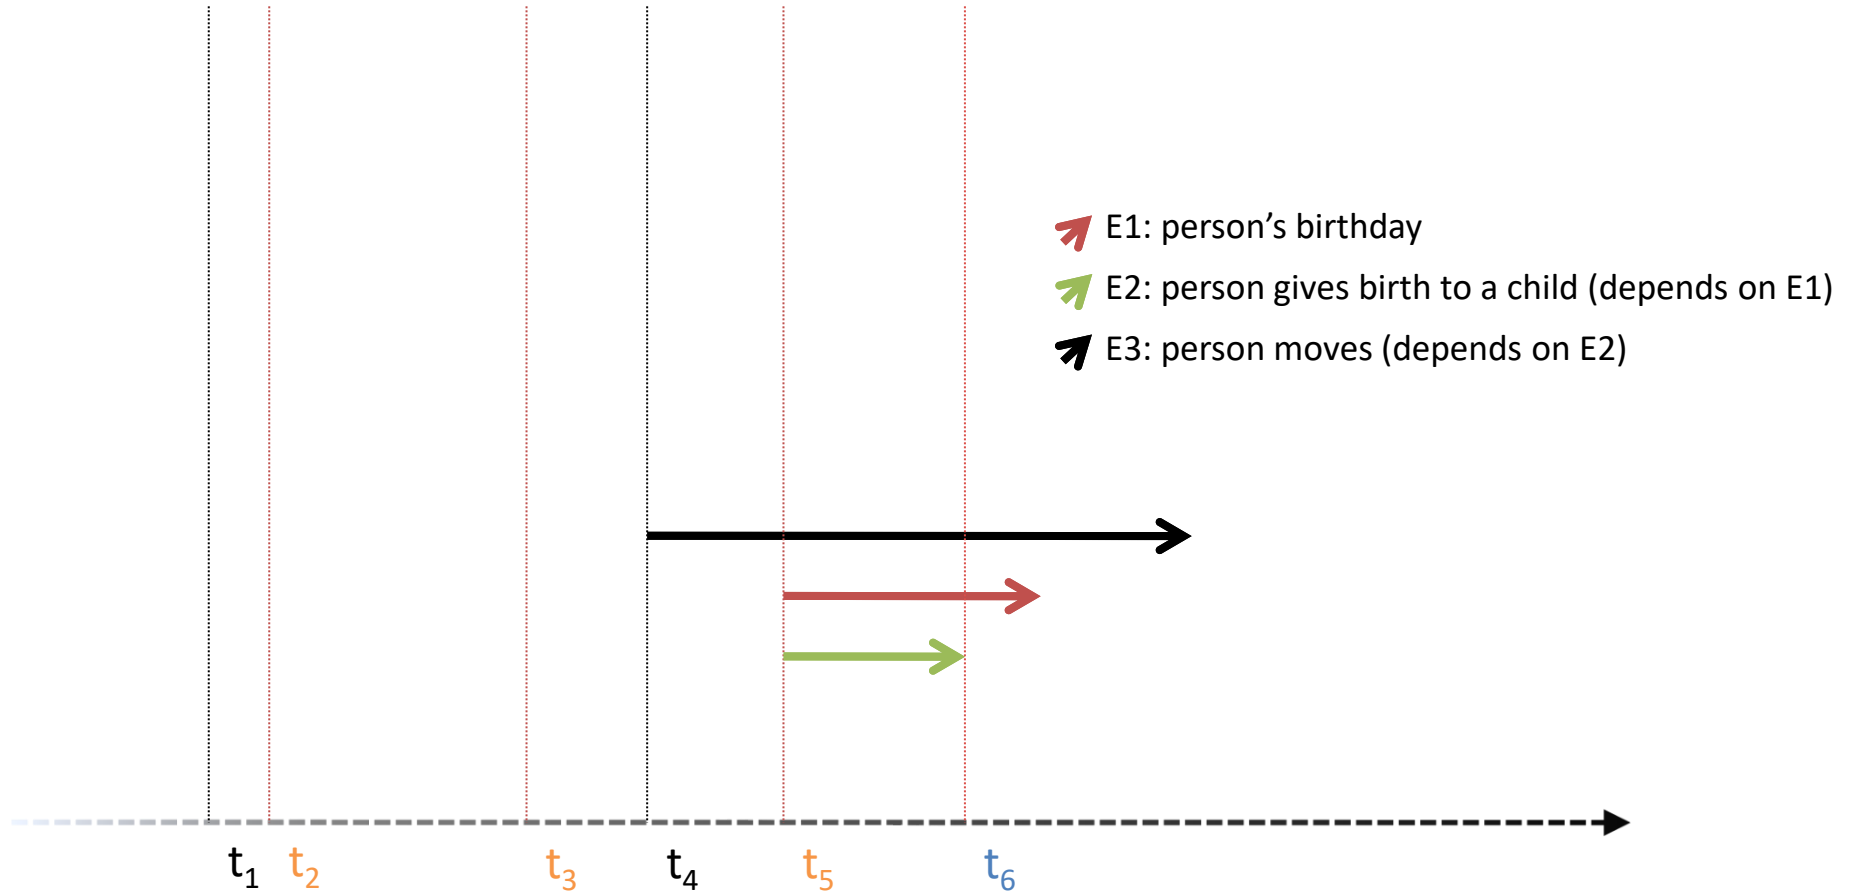 E1: person’s birthday
E2: person gives birth to a child (depends on E1)
E3: person moves (depends on E2)
t1 t2 t3 t4 t5 t6